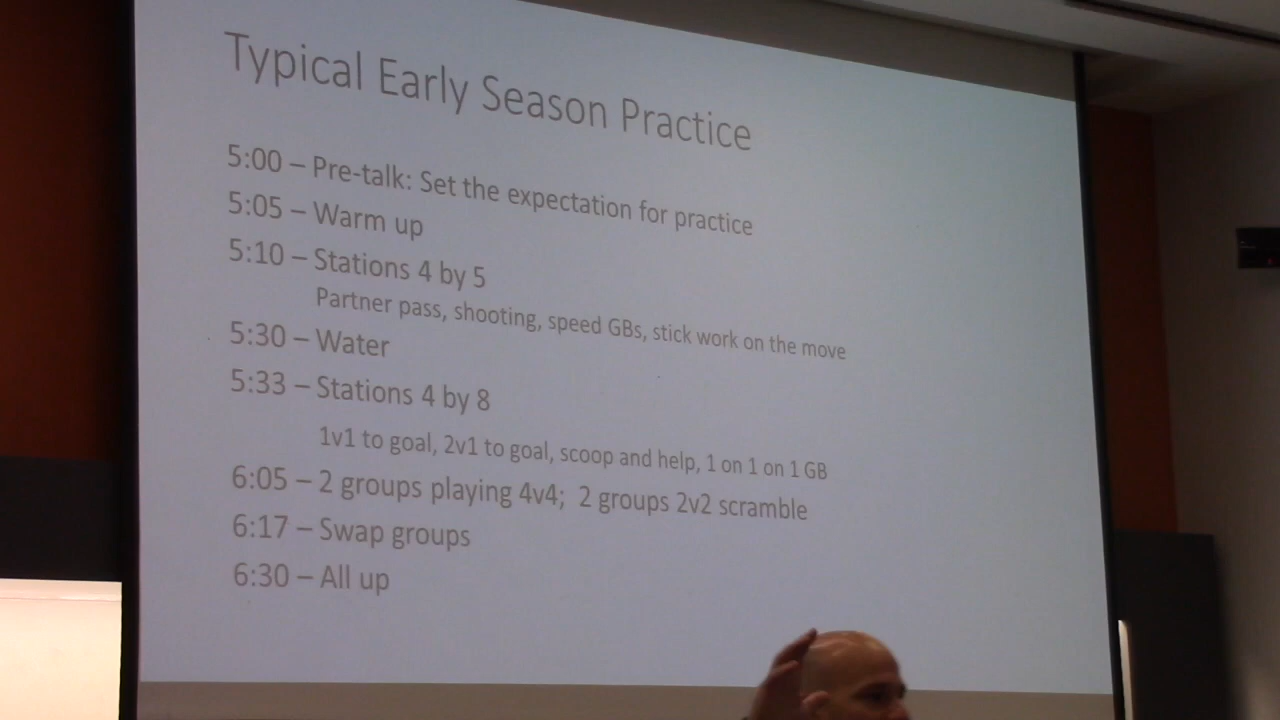 Typical Early Season Practice
5:00 – Pre-talk: Set the expectation for practice
5:05 – Warm up
5:10 – Stations 4 by 5
Partner pass, shooting, speed GBs, stick work on the move
5:30 – Water
5:33 – Stations 4 by 8
1v1 to goal, 2v1 to goal, scoop and help, 1 on 1 on 1 GB
6:05 – 2 groups playing 4v4;  2 groups 2v2 scramble
6:17 – Swap groups
6:30 – All up